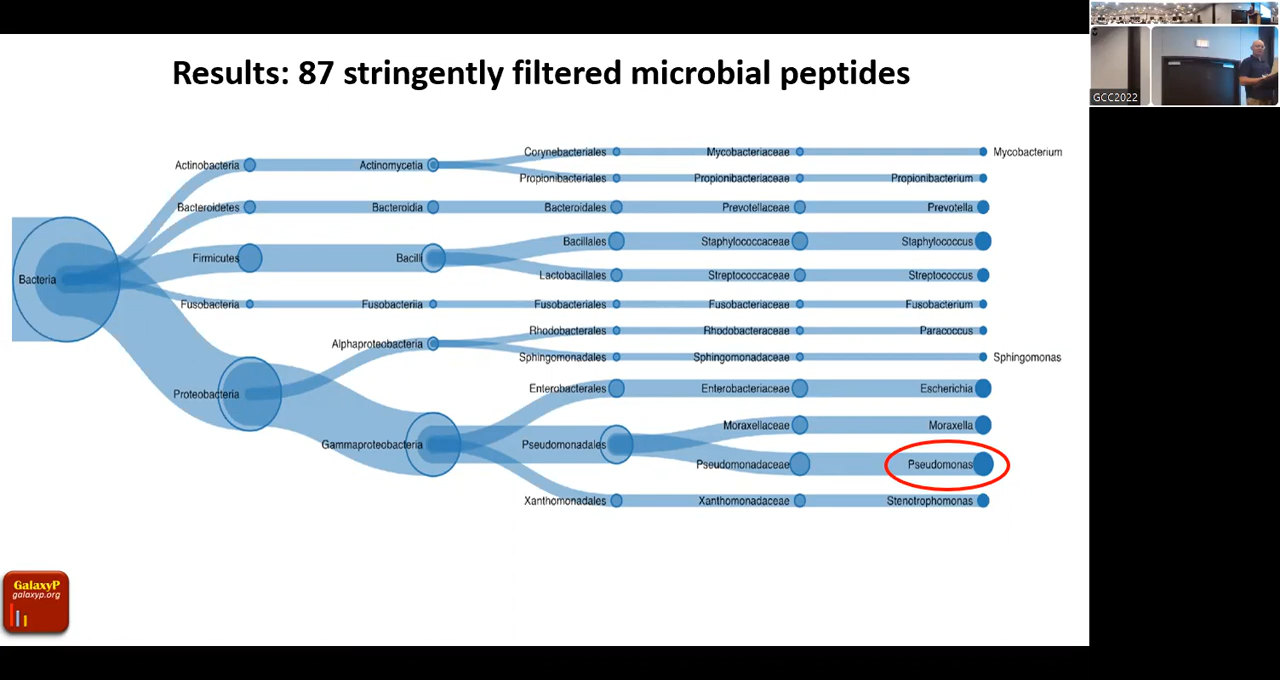 Results: 87 stringently filtered microbial peptides
GCC2022
Corynebacteriales Mycobacteriaceae Mycobacterium
Actinobacteria Actinomycetia
Propionibacteriales Propionibacteriaceae Propionibacterium
Bacteroidetes Bacteroidia Bacteroidales Prevotellaceae Prevotella
Bacillales Staphylococcaceae Staphylococcus
Firmicutes Bacilli
Lactobacillales Streptococcaceae Streptococcus
Bacteria
Fusobacteria Fusobacteriia Fusobacteriales Fusobacteriaceae Fusobacterium
Rhodobacterales Rhodobacteraceae Paracoccus
Alphaproteobacteria
Sphingomonadales Sphingomonadaceae Sphingomonas
Enterobacterales Enterobacteriaceae Escherichia
Proteobacteria
Moraxellaceae Moraxella
Gammaproteobacteria Pseudomonadales
Pseudomonadaceae Pseudomonas
Xanthomonadales Xanthomonadaceae Stenotrophomonas
GalaxyP
galaxyp.org